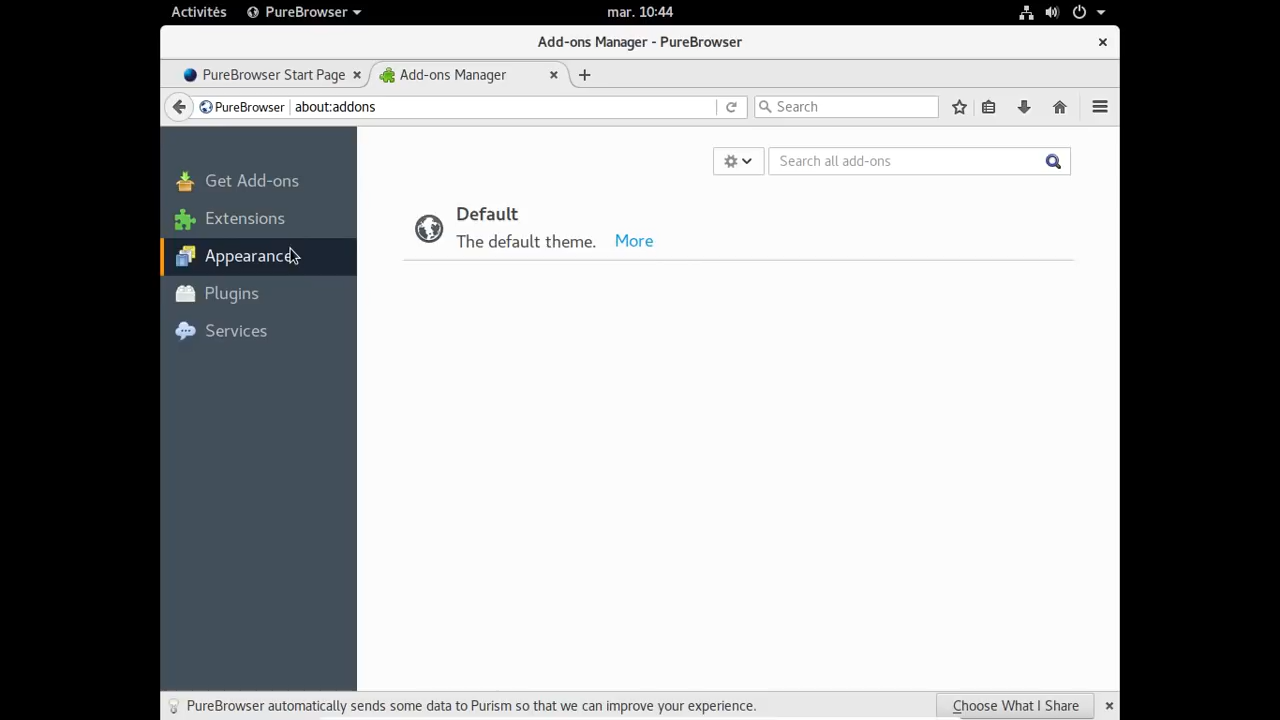 Activités PureBrowser mar. 10:44
Add-ons Manager - PureBrowser
PureBrowser Start Page Add-ons Manager
PureBrowser about:addons Search
Search all add-ons
Get Add-ons
Extensions
Appearance
Plugins
Services
Default
The default theme. More
PureBrowser automatically sends some data to Purism so that we can improve your experience. Choose What I Share